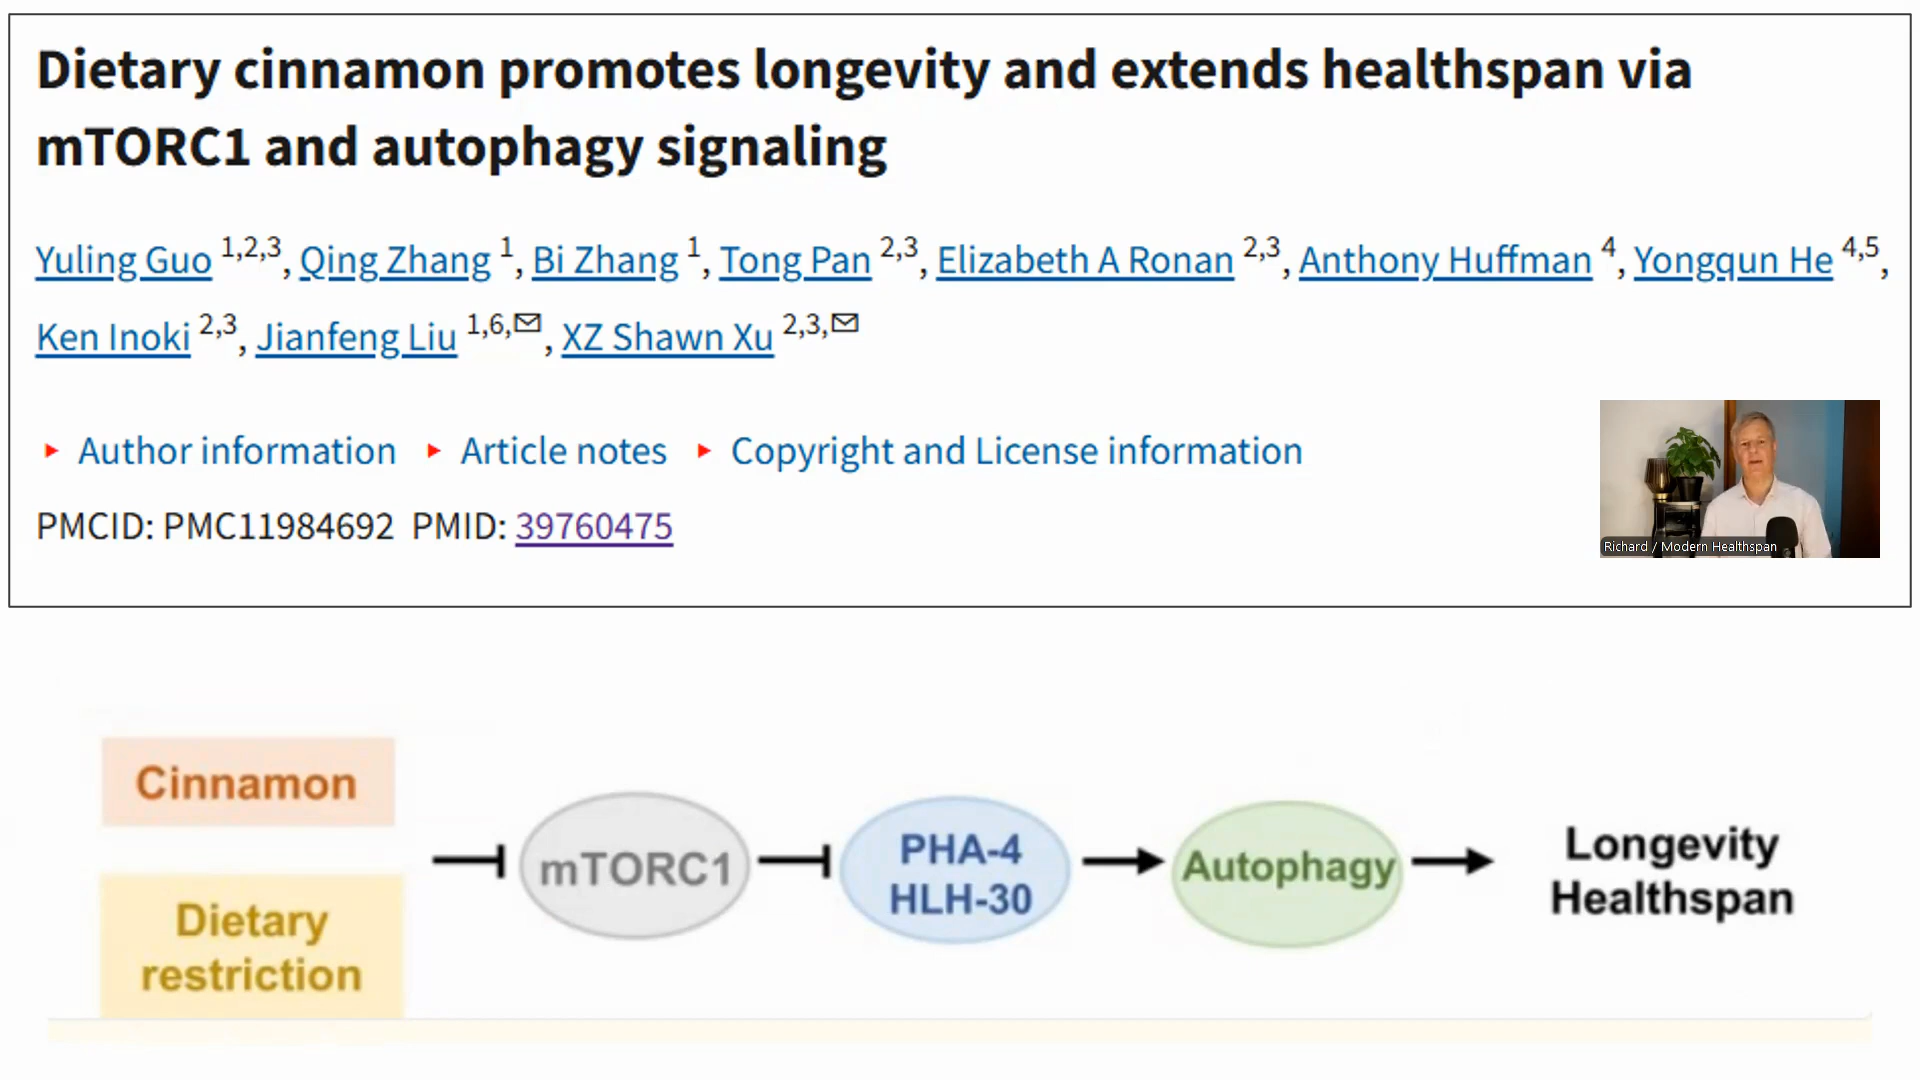 Dietary cinnamon promotes longevity and extends healthspan via
mTORC1 and autophagy signaling
Yuling Guo 1,2,3, Qing Zhang 1, Bi Zhang 1, Tong Pan 2,3, Elizabeth A Ronan 2,3, Anthony Huffman 4, Yongqun He 4,5,
Ken Inoki 2,3, Jianfeng Liu 1,6,✉, XZ Shawn Xu 2,3,✉
▸ Author information ▸ Article notes ▸ Copyright and License information
PMCID: PMC11984692 PMID: 39760475
Richard / Modern Healthspan
Cinnamon
Dietary
restriction
mTORC1
PHA-4
HLH-30
Autophagy
Longevity
Healthspan